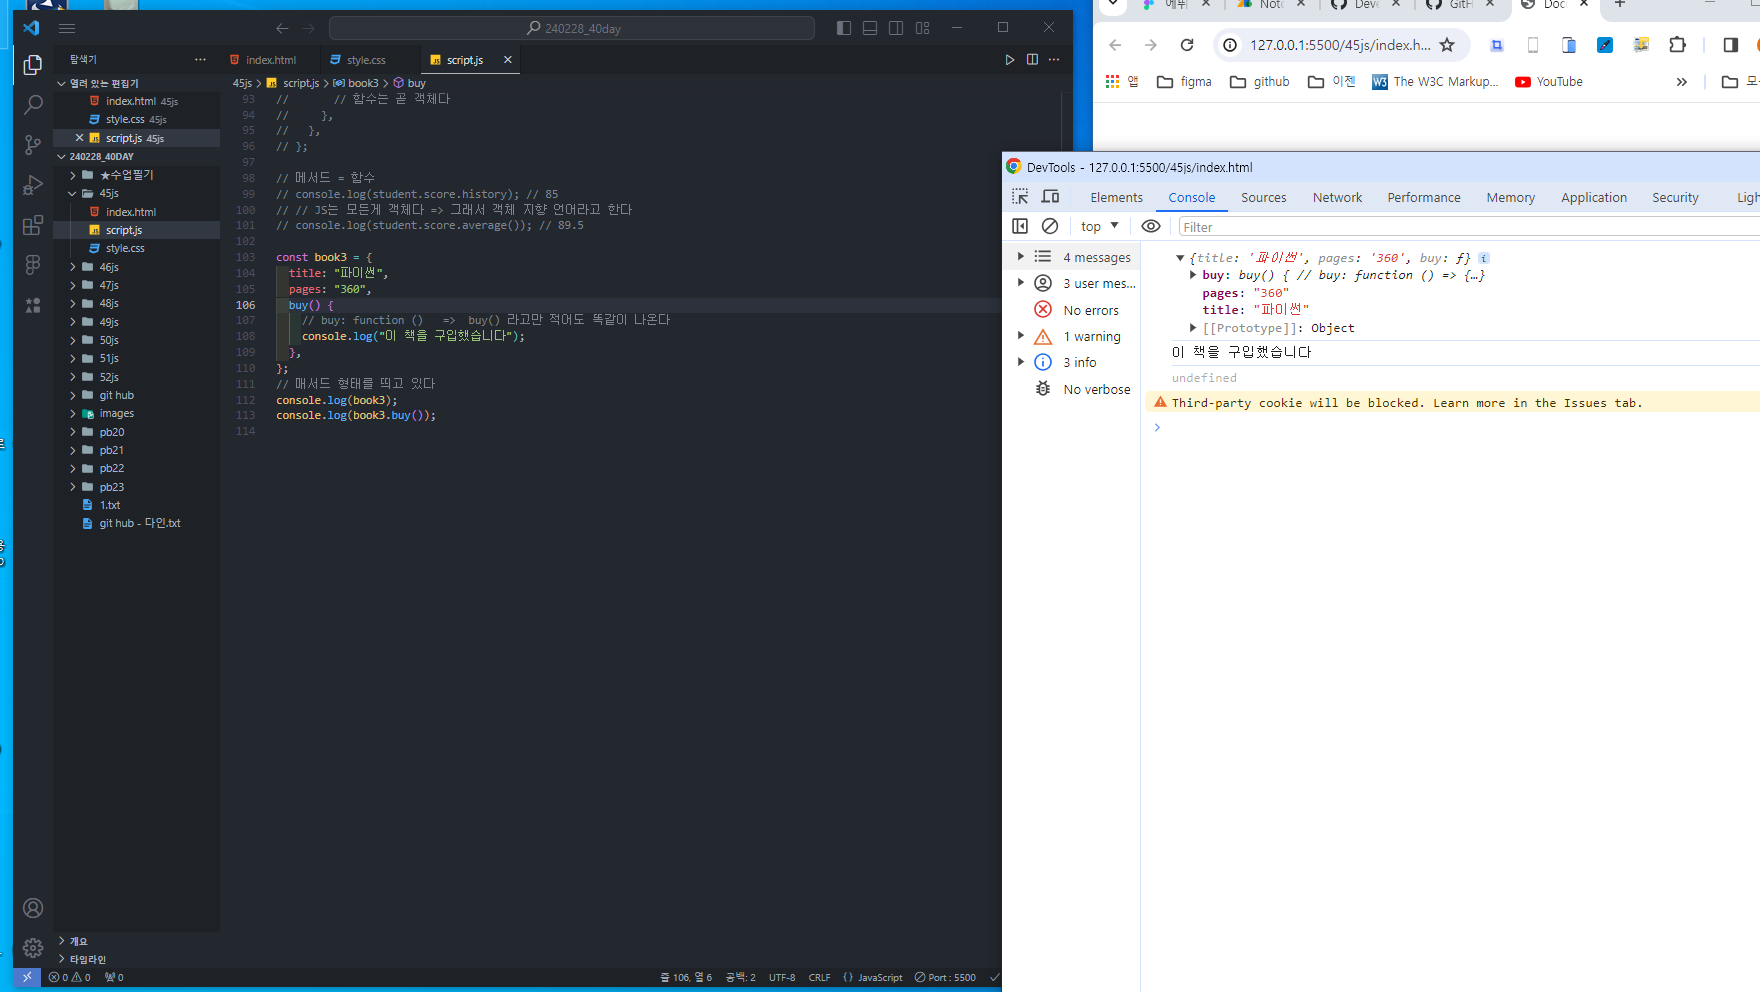 240228_40day
탐색기
index.html
style.css
script.js
열려 있는 편집기
index.html 45js
style.css 45js
script.js 45js
240228_40DAY
★수업필기
45js
index.html
script.js
style.css
46js
47js
48js
49js
50js
51js
52js
git hub
images
pb20
pb21
pb22
pb23
1.txt
git hub - 다인.txt
개요
타임라인
45js > script.js > book3 > buy
93 // // 함수는 곧 객체다
94 // },
95 // },
96 // };
97
98 // 메서드 = 함수
99 // console.log(student.score.history); // 85
100 // // JS는 모든게 객체다 => 그래서 객체 지향 언어라고 한다
101 // console.log(student.score.average()); // 89.5
102
103 const book3 = {
104 title: "파이썬",
105 pages: "360",
106 buy() {
107 // buy: function () => buy() 라고만 적어도 똑같이 나온다
108 console.log("이 책을 구입했습니다");
109 },
110 };
111 // 매서드 형태를 띄고 있다
112 console.log(book3);
113 console.log(book3.buy());
114
0 0 0
줄 106, 열 6 공백: 2 UTF-8 CRLF {} JavaScript Port : 5500
에뛰 Noto Deve GitH Doc
127.0.0.1:5500/45js/index.h...
앱 figma github 이젠 The W3C Markup... YouTube »
DevTools - 127.0.0.1:5500/45js/index.html
Elements Console Sources Network Performance Memory Application Security Ligh
top Filter
4 messages
3 user mes...
No errors
1 warning
3 info
No verbose
{title: '파이썬', pages: '360', buy: ƒ}
buy: buy() { // buy: function () => {…}
pages: "360"
title: "파이썬"
[[Prototype]]: Object
이 책을 구입했습니다
undefined
Third-party cookie will be blocked. Learn more in the Issues tab.